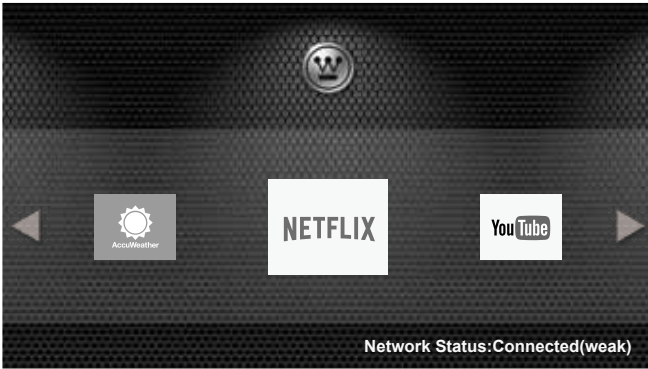 AccuWeather
NETFLIX
YouTube
Network Status:Connected(weak)